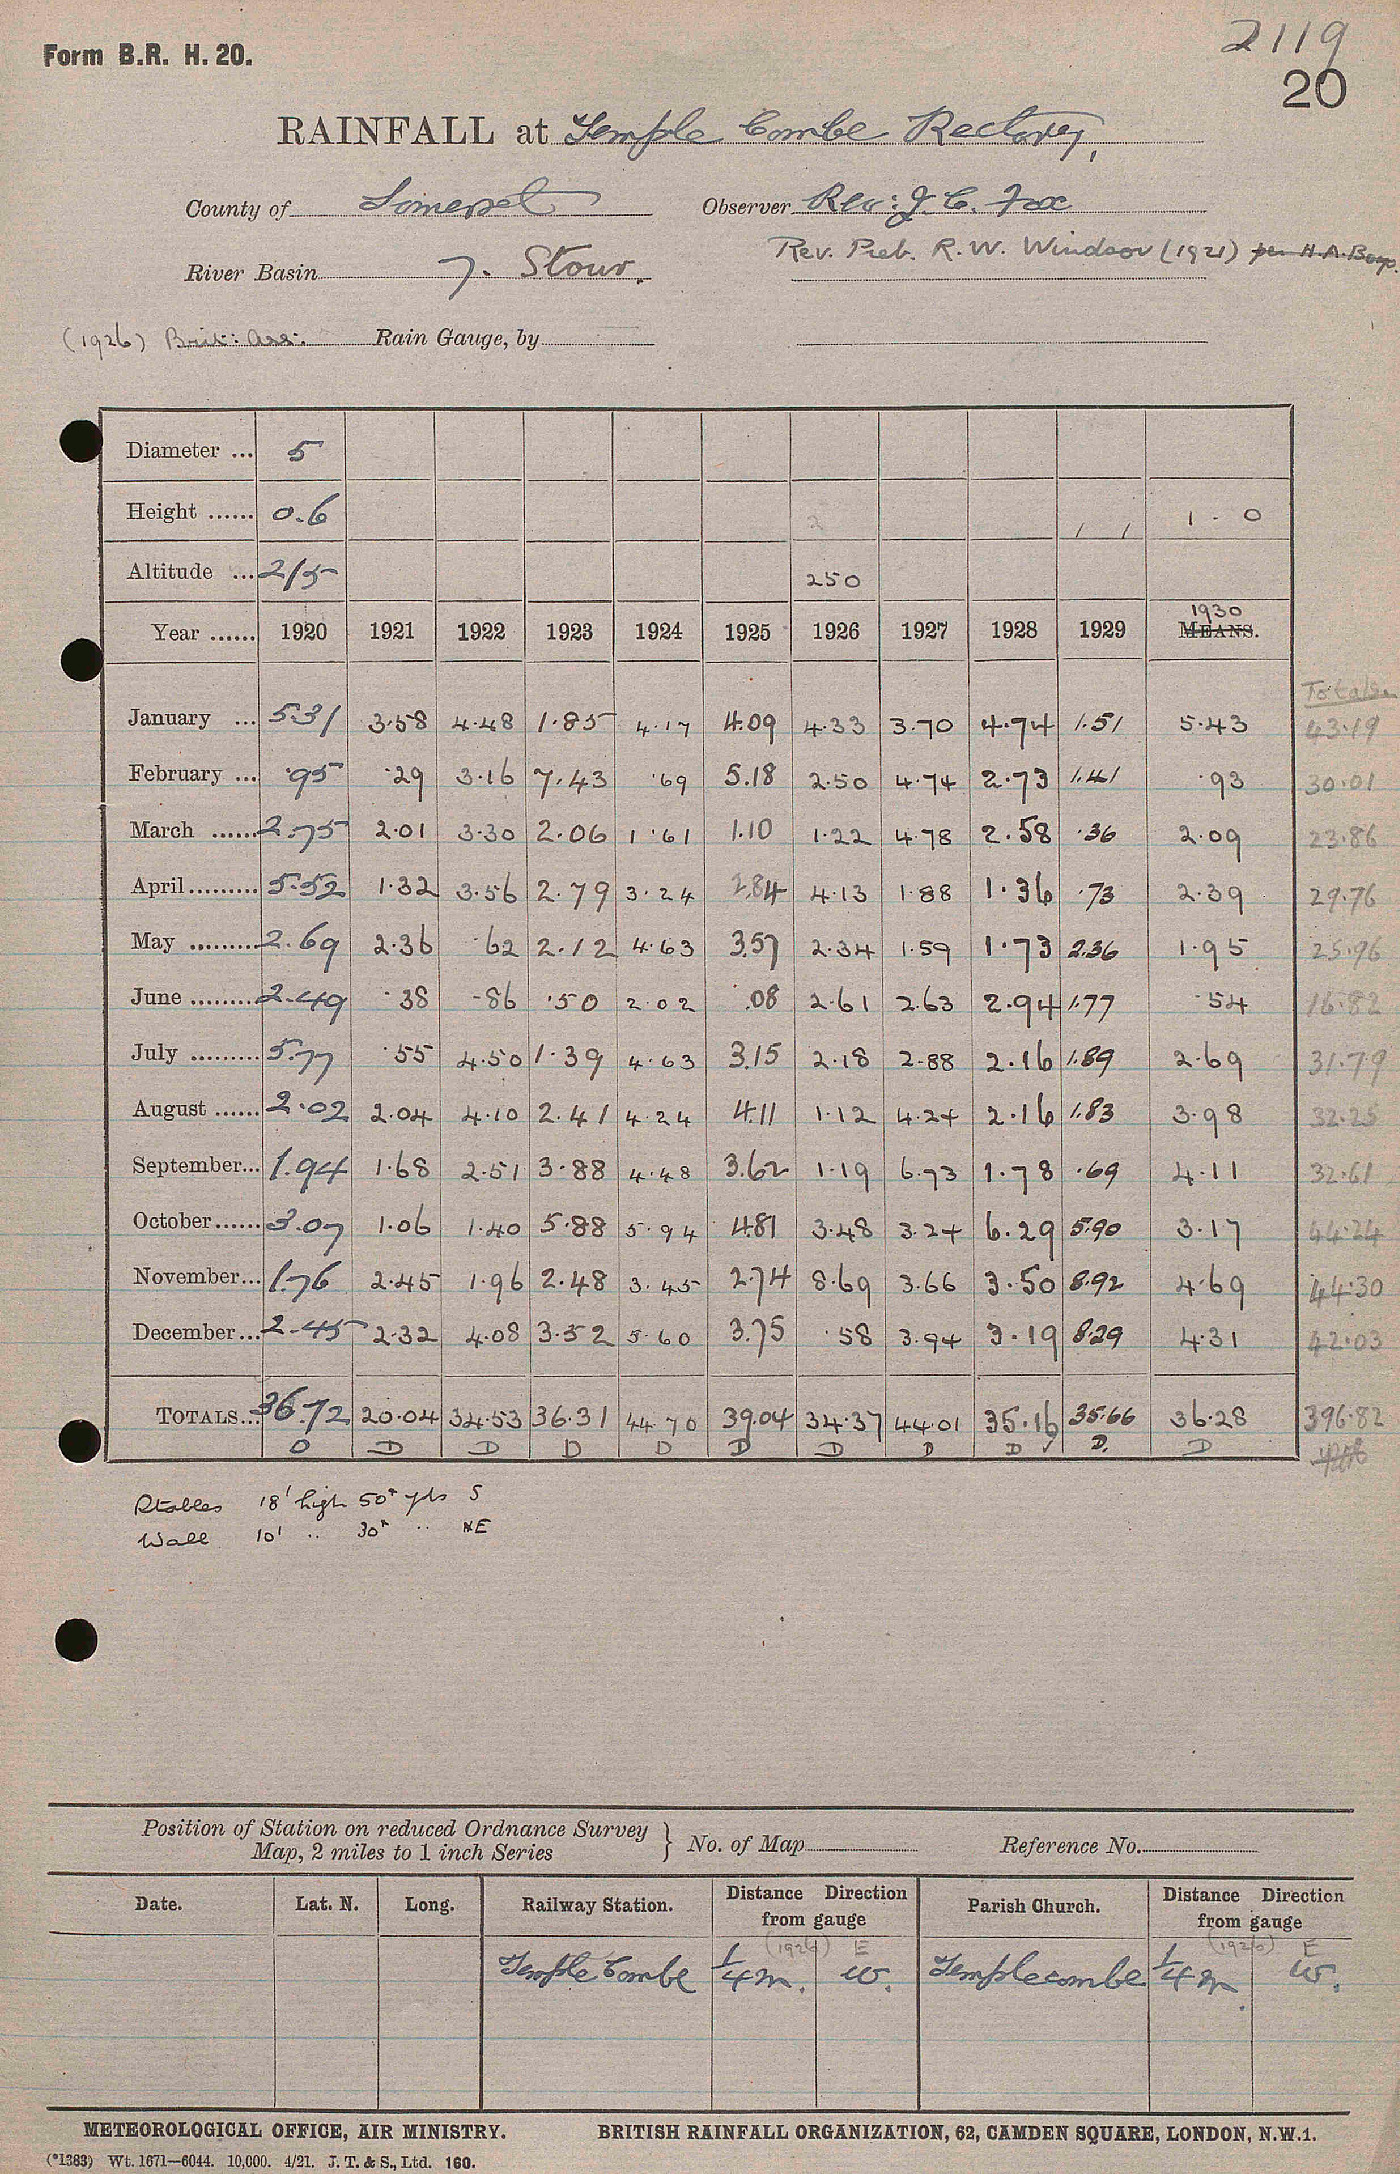 2119
Form B.R. H. 20.
20
RAINFALL at Temple Combe Rectory,
County of Somerset Observer Rev: J. C. Fox
Rev. Preb. R. W. Windsor (1921) per H. A. Boys.
River Basin 7. Stour.
(1926) Brit: Ass: Rain Gauge, by
Diameter ... 5
Height ...... 0.6 2 1 1 1 - 0
Altitude ... 215 250
1930
Year ...... 1920 1921 1922 1923 1924 1925 1926 1927 1928 1929 MEANS.
Totals
January ... 5.31 3.58 4.48 1.85 4.17 4.09 4.33 3.70 4.74 1.51 5.43 43.19
February ... .95 .29 3.16 7.43 .69 5.18 2.50 4.74 2.73 1.41 .93 30.01
March ...... 2.75 2.01 3.30 2.06 1.61 1.10 1.22 4.78 2.58 .36 2.09 23.86
April ......... 5.52 1.32 3.56 2.79 3.24 2.84 4.13 1.88 1.36 .73 2.39 29.76
May ......... 2.69 2.36 .62 2.12 4.63 3.57 2.34 1.59 1.73 2.36 1.95 25.96
June ......... 2.49 .38 .86 .50 2.02 .08 2.61 2.63 2.94 1.77 .54 16.82
July ......... 5.77 .55 4.50 1.39 4.63 3.15 2.18 2.88 2.16 1.89 2.69 31.79
August ...... 2.02 2.04 4.10 2.41 4.24 4.11 1.12 4.24 2.16 1.83 3.98 32.25
September ... 1.94 1.68 2.51 3.88 4.48 3.62 1.19 6.73 1.78 .69 4.11 32.61
October ...... 3.07 1.06 1.40 5.88 5.94 4.81 3.48 3.24 6.29 5.90 3.17 44.24
November ... 1.76 2.45 1.96 2.48 3.45 2.74 8.69 3.66 3.50 8.92 4.69 44.30
December ... 2.45 2.32 4.08 3.52 5.60 3.75 .58 3.94 3.19 8.29 4.31 42.03
TOTALS ... 36.72 20.04 34.53 36.31 44.70 39.04 34.37 44.01 35.16 35.66 36.28 396.82
D D D D D D D D D ✓ D. D
Stables 18' high 50' yds S
Wall 10' " 30' " NE
Position of Station on reduced Ordnance Survey
Map, 2 miles to 1 inch Series } No. of Map Reference No.
Date. Lat. N. Long. Railway Station. Distance Direction from gauge Parish Church. Distance Direction from gauge
(1926) E (1926) E
Temple Combe 1/4 m. W. Templecombe 1/4 m. W.
METEOROLOGICAL OFFICE, AIR MINISTRY. BRITISH RAINFALL ORGANIZATION, 62, CAMDEN SQUARE, LONDON, N.W.1.
(*1383) Wt. 1671—6044. 10,000. 4/21. J. T. & S., Ltd. 160.